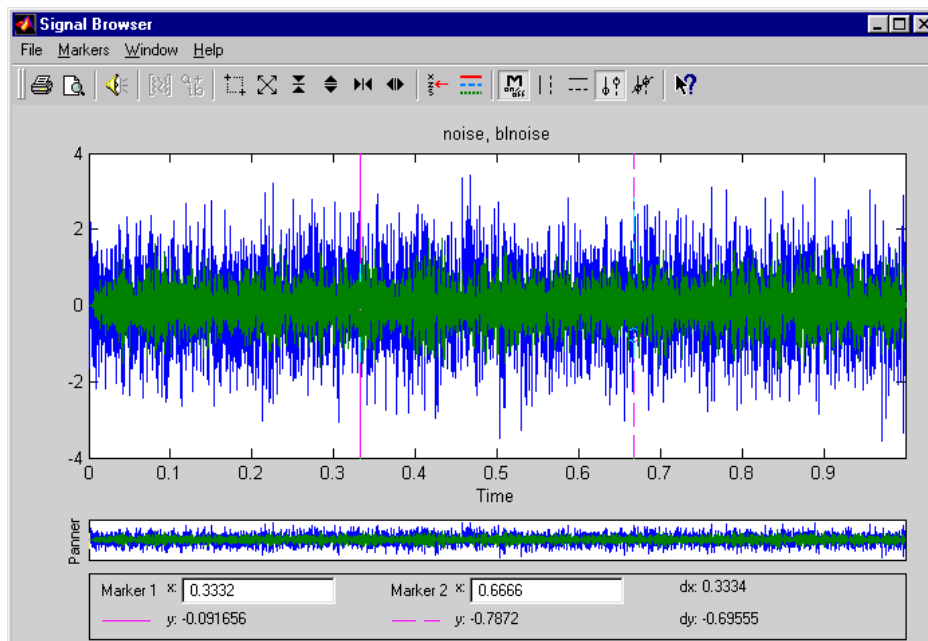 Signal Browser
File Markers Window Help
M
on/off
noise, blnoise
4
2
0
-2
-4
0 0.1 0.2 0.3 0.4 0.5 0.6 0.7 0.8 0.9
Time
Panner
Marker 1 x: 0.3332 Marker 2 x: 0.6666 dx: 0.3334
y: -0.091656 y: -0.7872 dy: -0.69555